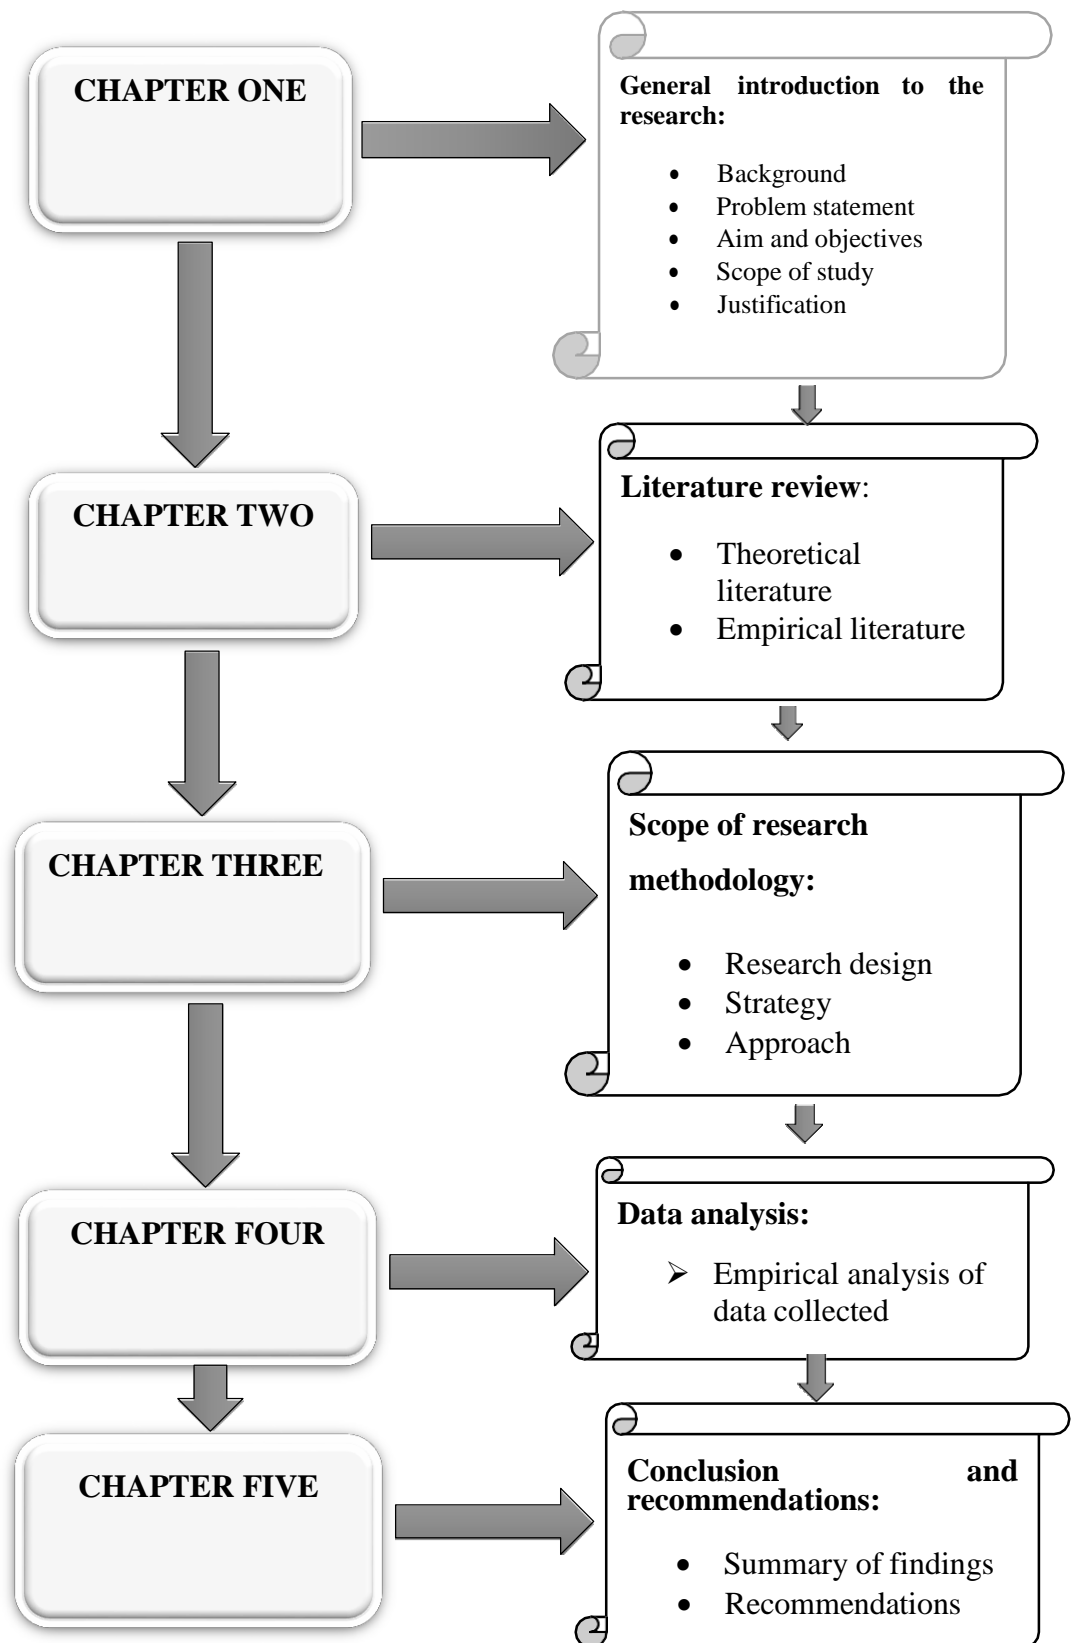 CHAPTER ONE
General introduction to the
research:
• Background
• Problem statement
• Aim and objectives
• Scope of study
• Justification
CHAPTER TWO
Literature review:
• Theoretical
literature
• Empirical literature
CHAPTER THREE
Scope of research
methodology:
• Research design
• Strategy
• Approach
CHAPTER FOUR
Data analysis:
➢ Empirical analysis of
data collected
CHAPTER FIVE
Conclusion and
recommendations:
• Summary of findings
• Recommendations